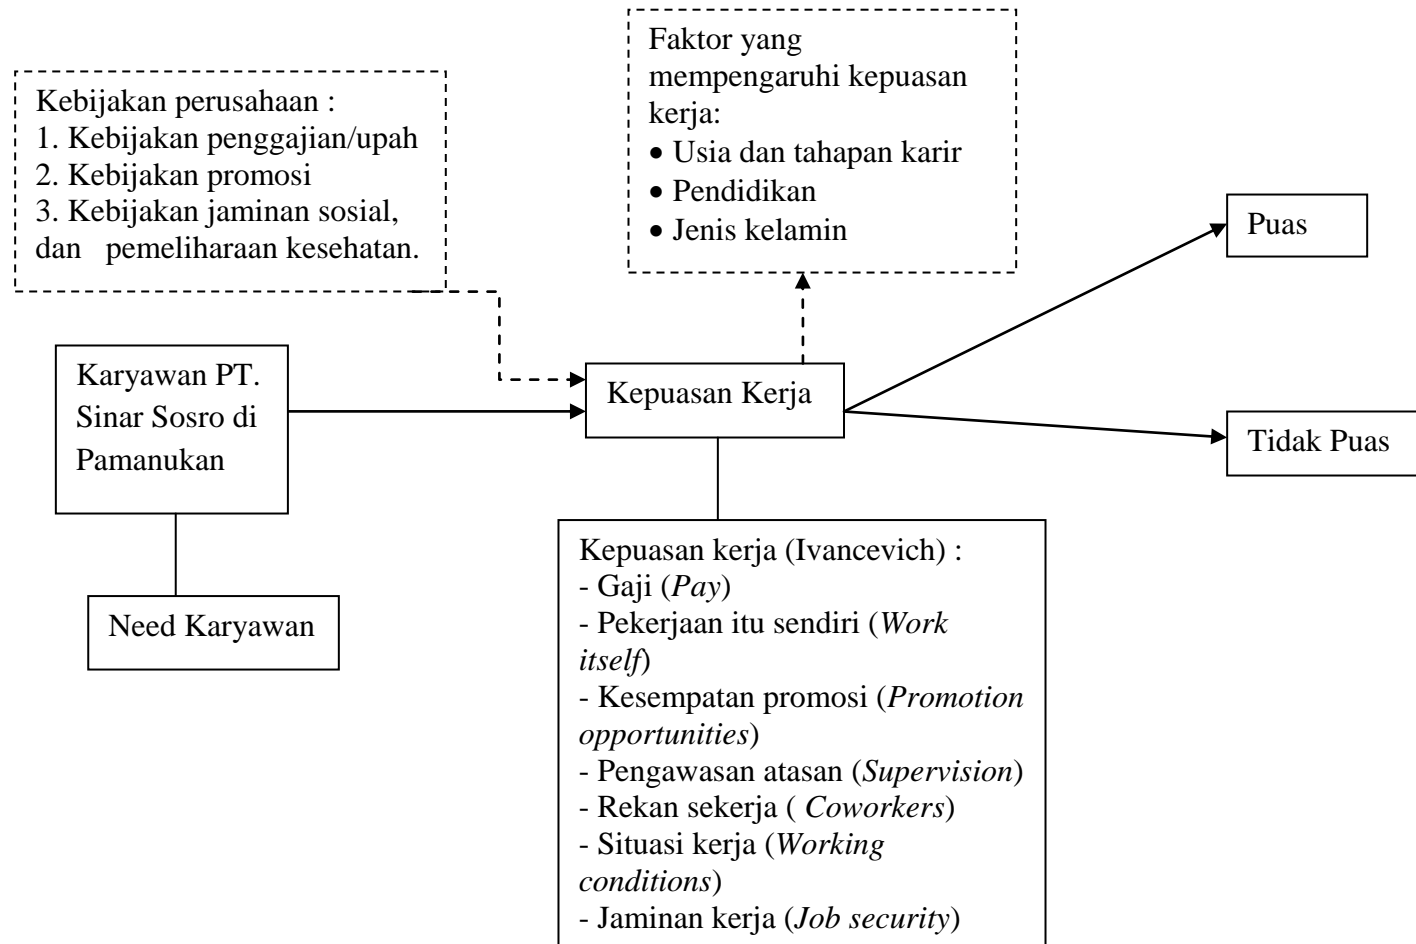 Kebijakan perusahaan :
1. Kebijakan penggajian/upah
2. Kebijakan promosi
3. Kebijakan jaminan sosial,
dan pemeliharaan kesehatan.
Faktor yang
mempengaruhi kepuasan
kerja:
• Usia dan tahapan karir
• Pendidikan
• Jenis kelamin
Puas
Karyawan PT.
Sinar Sosro di
Pamanukan
Kepuasan Kerja
Tidak Puas
Need Karyawan
Kepuasan kerja (Ivancevich) :
- Gaji (Pay)
- Pekerjaan itu sendiri (Work
itself)
- Kesempatan promosi (Promotion
opportunities)
- Pengawasan atasan (Supervision)
- Rekan sekerja ( Coworkers)
- Situasi kerja (Working
conditions)
- Jaminan kerja (Job security)